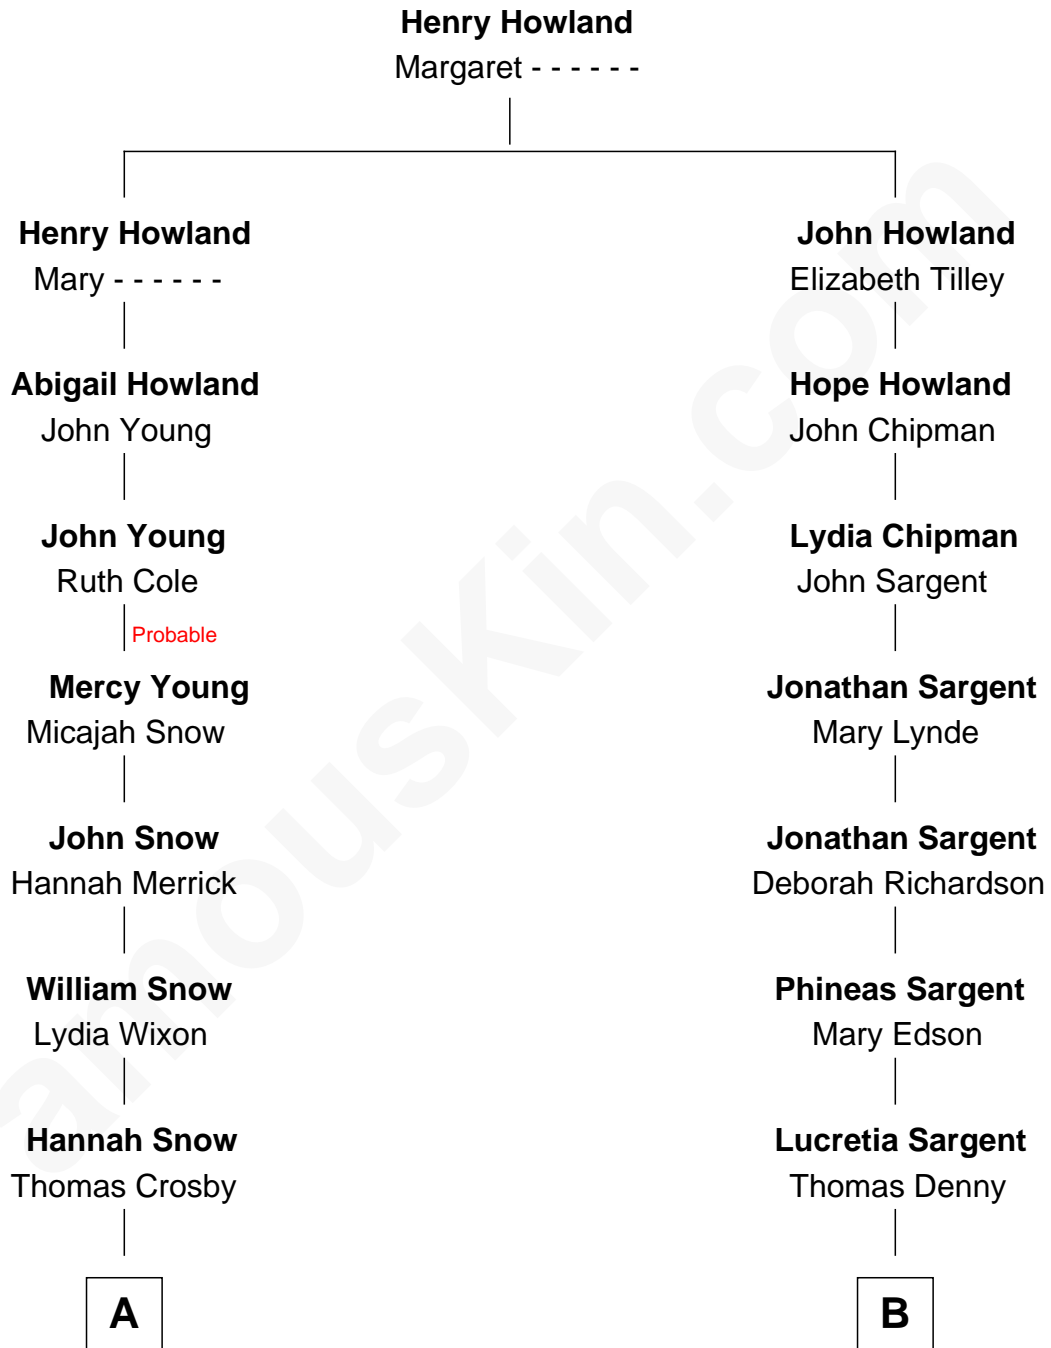 Henry Howland
Margaret - - - - - -
Henry Howland
Mary - - - - - -
Abigail Howland
John Young
John Young
Ruth Cole
Probable
Mercy Young
Micajah Snow
John Snow
Hannah Merrick
William Snow
Lydia Wixon
Hannah Snow
Thomas Crosby
A
John Howland
Elizabeth Tilley
Hope Howland
John Chipman
Lydia Chipman
John Sargent
Jonathan Sargent
Mary Lynde
Jonathan Sargent
Deborah Richardson
Phineas Sargent
Mary Edson
Lucretia Sargent
Thomas Denny
B
amouskin.com